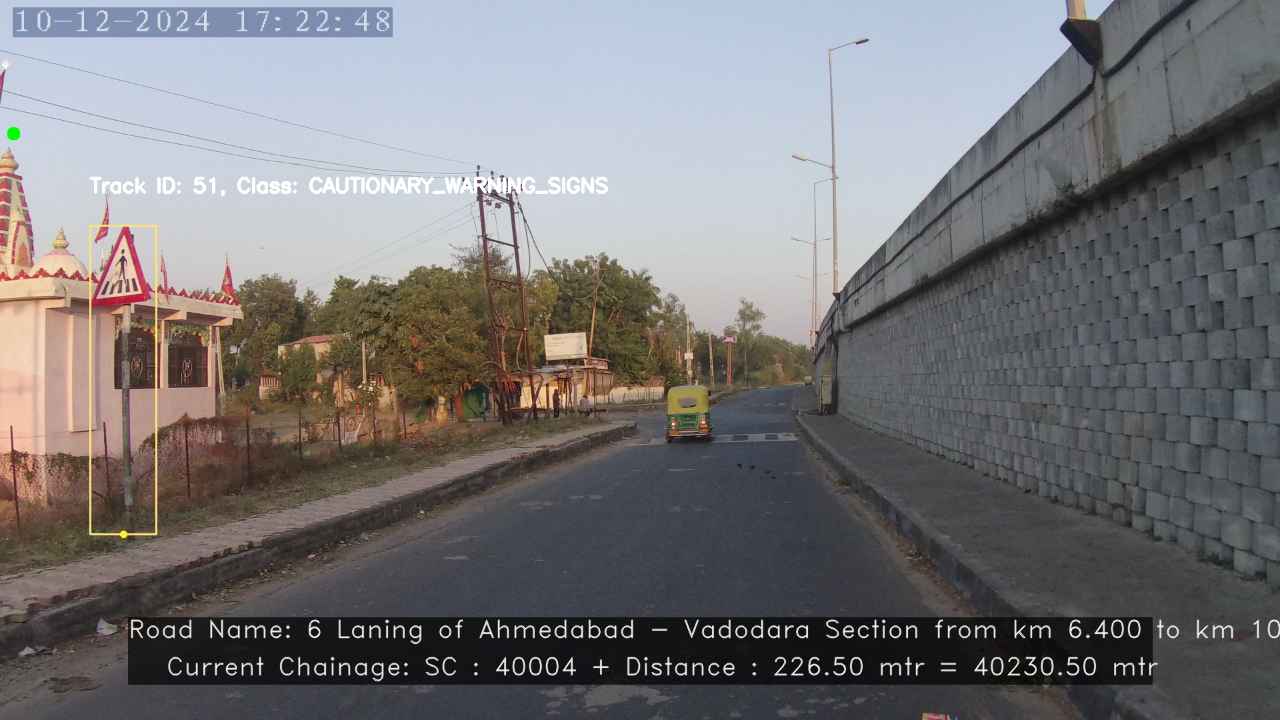 10-12-2024 17:22:48
Track ID: 51, Class: CAUTIONARY_WARNING_SIGNS
Road Name: 6 Laning of Ahmedabad - Vadodara Section from km 6.400 to km 10
Current Chainage: SC : 40004 + Distance : 226.50 mtr = 40230.50 mtr